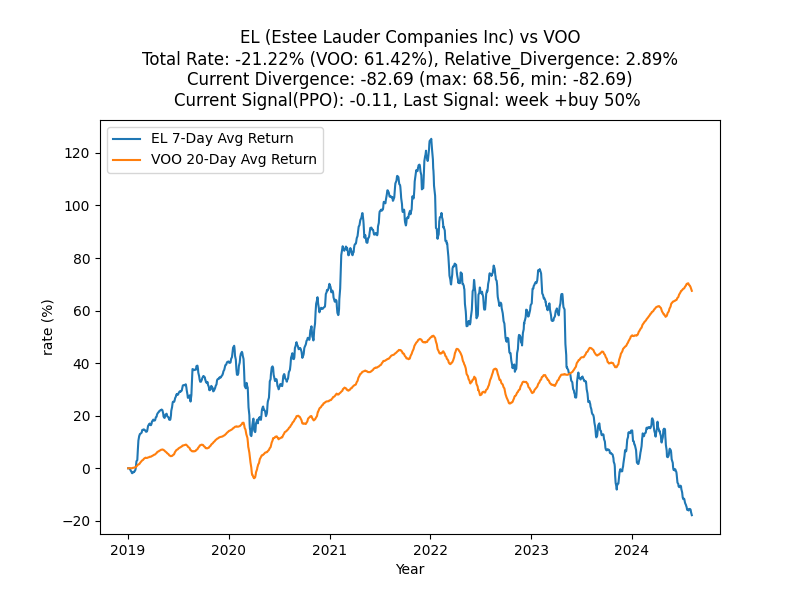 EL (Estee Lauder Companies Inc) vs VOO
Total Rate: -21.22% (VOO: 61.42%), Relative_Divergence: 2.89%
Current Divergence: -82.69 (max: 68.56, min: -82.69)
Current Signal(PPO): -0.11, Last Signal: week +buy 50%
EL 7-Day Avg Return
VOO 20-Day Avg Return
rate (%)
120
100
80
60
40
20
0
−20
2019
2020
2021
2022
2023
2024
Year